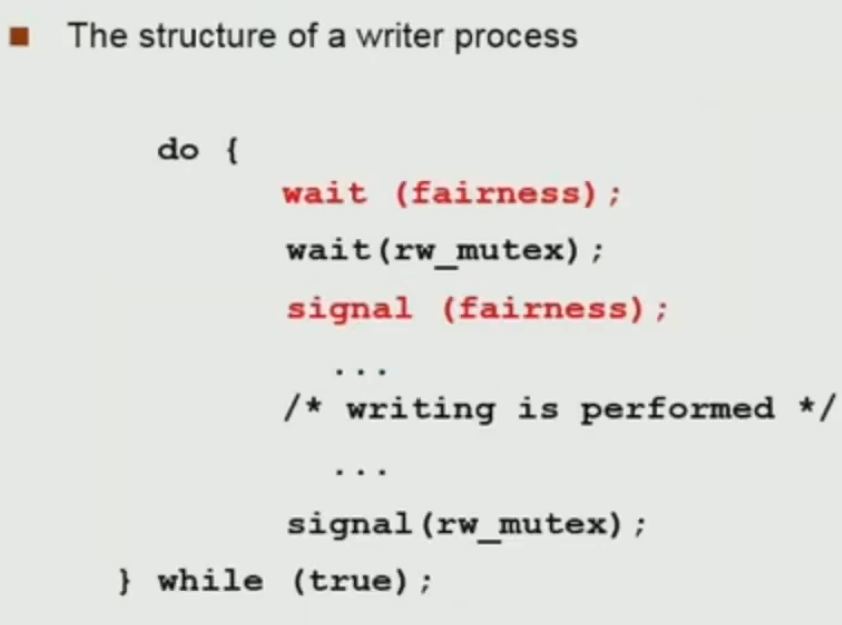 The structure of a writer process
do {
wait (fairness);
wait(rw_mutex);
signal (fairness);
...
/* writing is performed */
...
signal(rw_mutex);
} while (true);